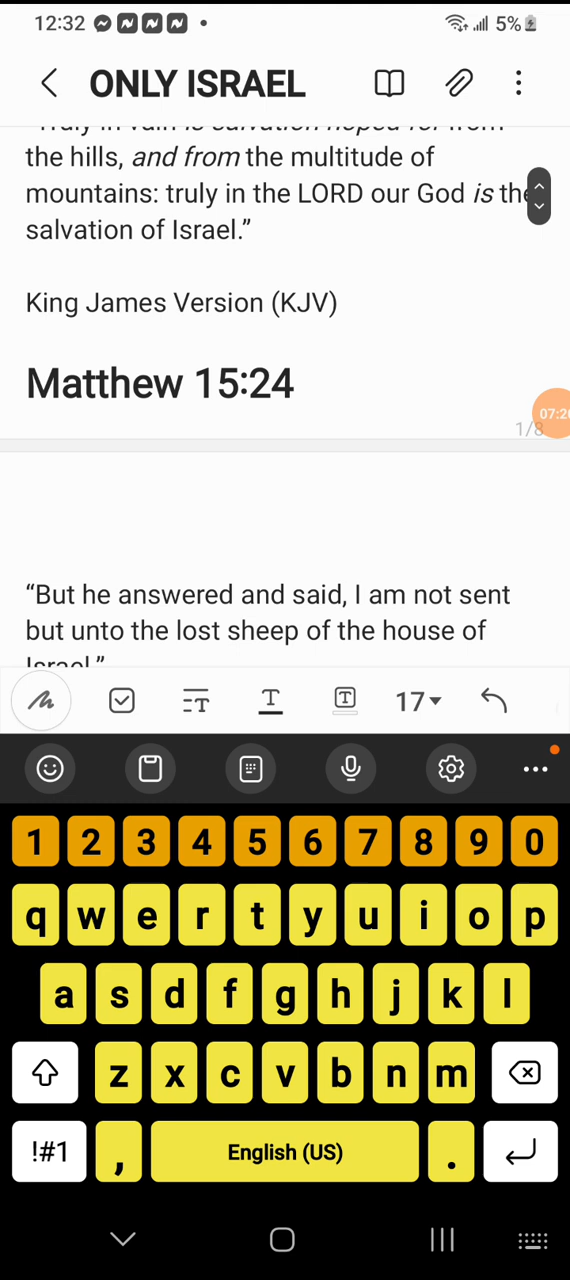 12:32 5%
ONLY ISRAEL
the hills, and from the multitude of
mountains: truly in the LORD our God is the
salvation of Israel.”
King James Version (KJV)
Matthew 15:24
1/8
“But he answered and said, I am not sent
but unto the lost sheep of the house of
Israel.”
17
1 2 3 4 5 6 7 8 9 0
q w e r t y u i o p
a s d f g h j k l
z x c v b n m
!#1 , English (US) .